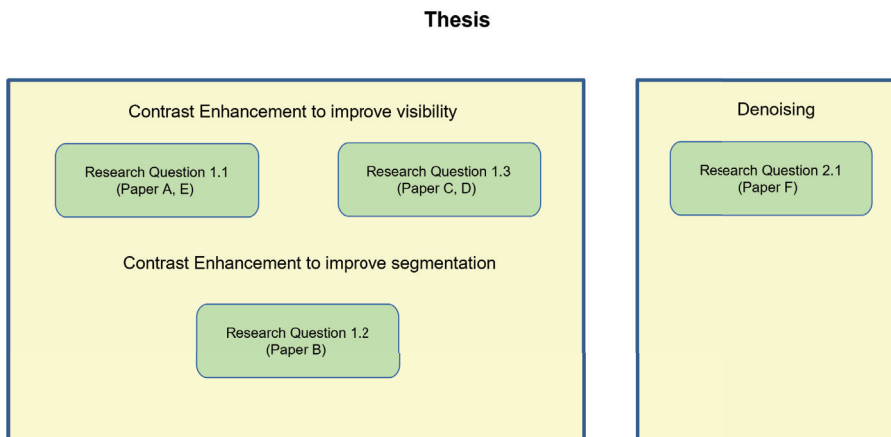 Thesis
Contrast Enhancement to improve visibility
Research Question 1.1
(Paper A, E)
Research Question 1.3
(Paper C, D)
Contrast Enhancement to improve segmentation
Research Question 1.2
(Paper B)
Denoising
Research Question 2.1
(Paper F)